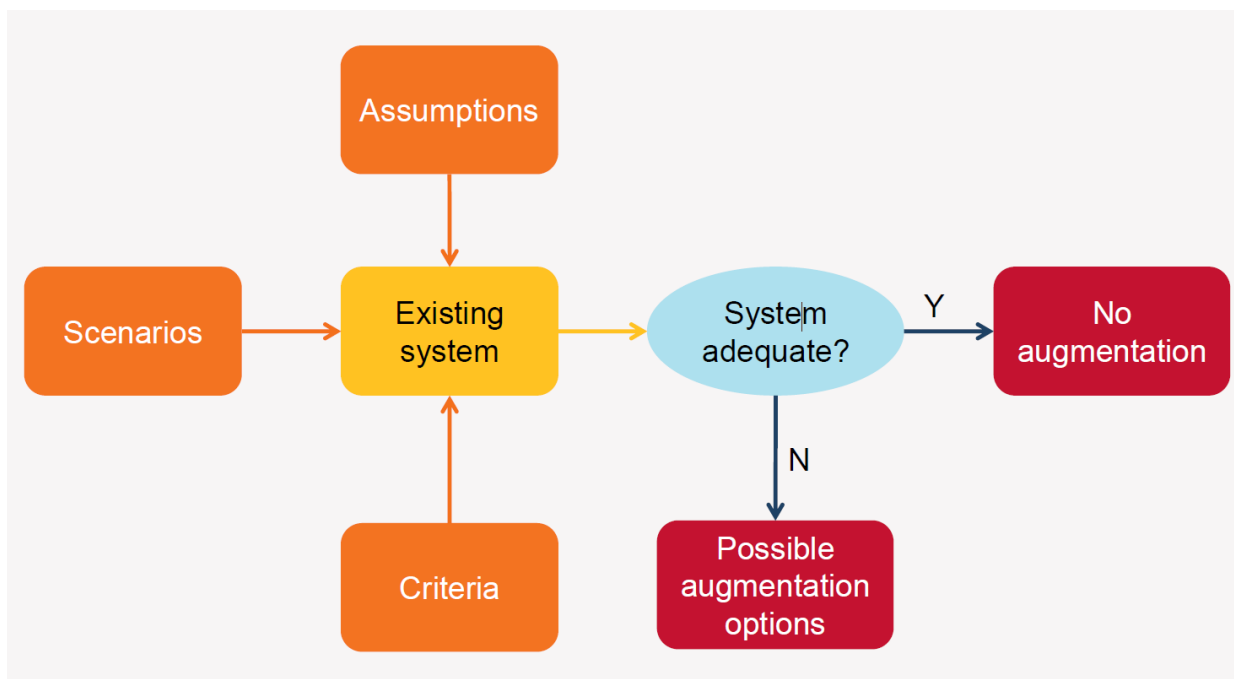 Assumptions
Scenarios
Existing
system
System
adequate?
Y
No
augmentation
N
Criteria
Possible
augmentation
options